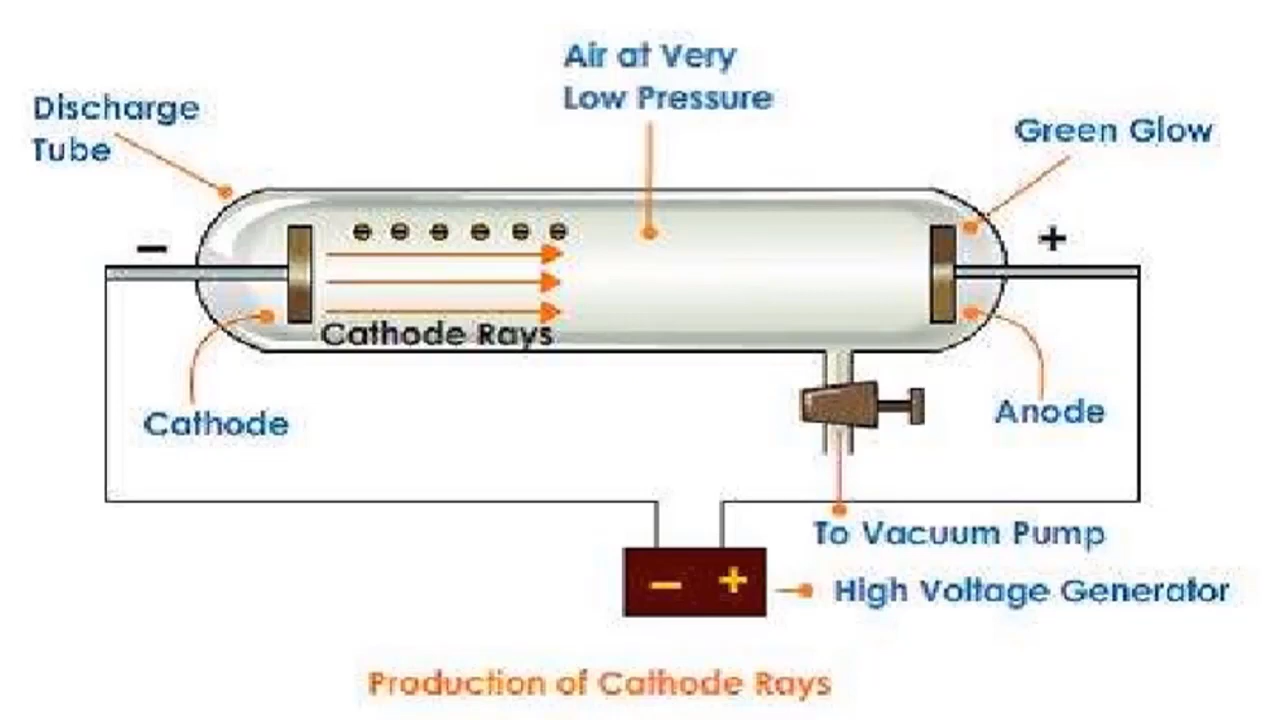 Air at Very
Low Pressure
Discharge
Tube
Green Glow
−
+
Cathode Rays
Cathode
Anode
To Vacuum Pump
− +
High Voltage Generator
Production of Cathode Rays